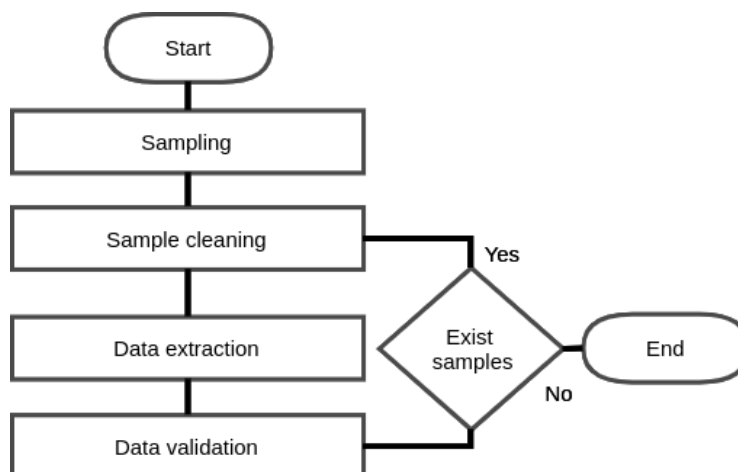 Start
Sampling
Sample cleaning
Yes
Exist
samples
End
Data extraction
No
Data validation